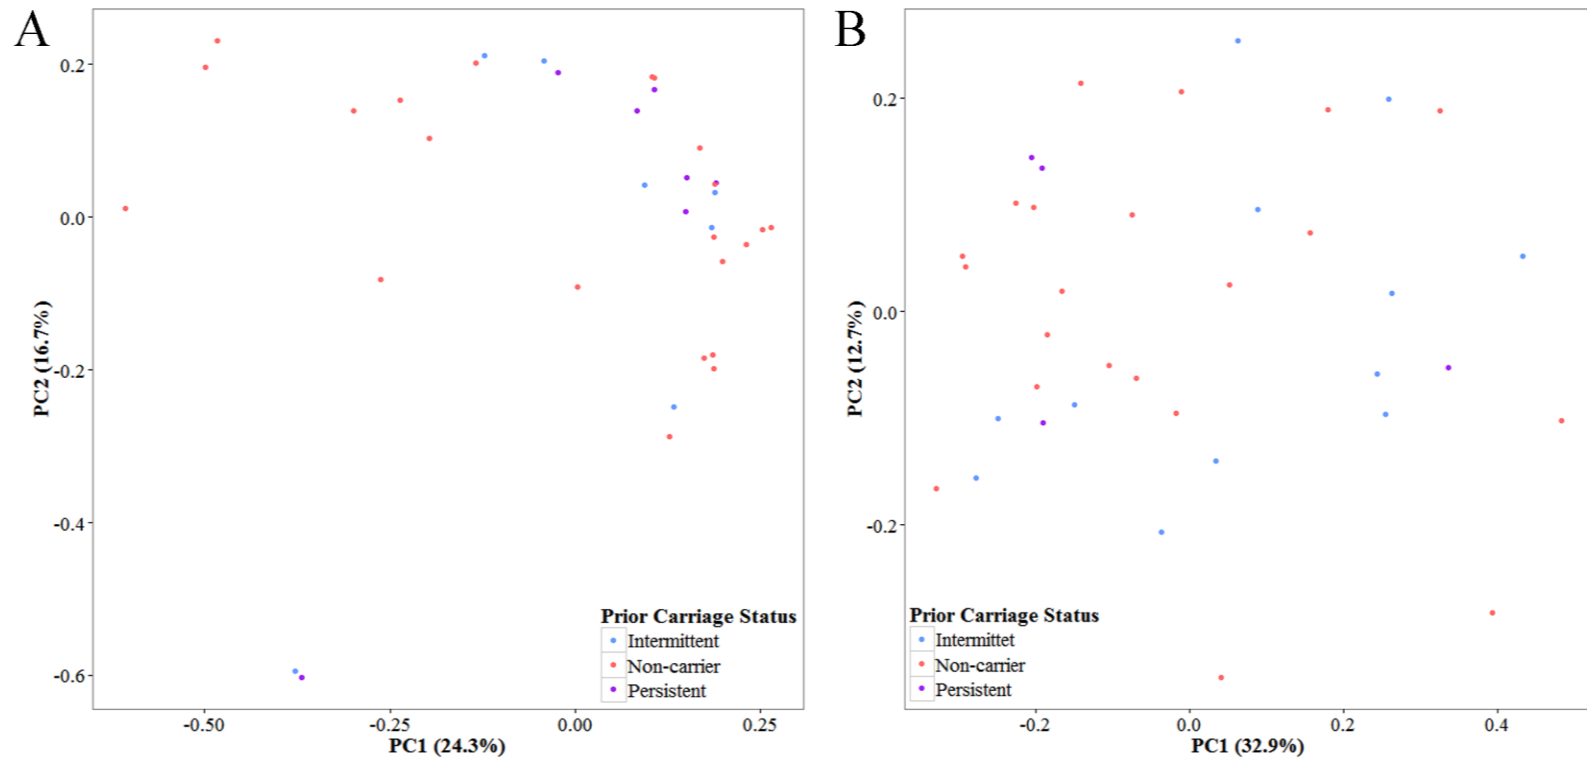 A
0.2
0.0
-0.2
-0.4
-0.6
PC2 (16.7%)
-0.50
-0.25
0.00
0.25
PC1 (24.3%)
Prior Carriage Status
Intermittent
Non-carrier
Persistent
B
0.2
0.0
-0.2
PC2 (12.7%)
-0.2
0.0
0.2
0.4
PC1 (32.9%)
Prior Carriage Status
Intermittet
Non-carrier
Persistent